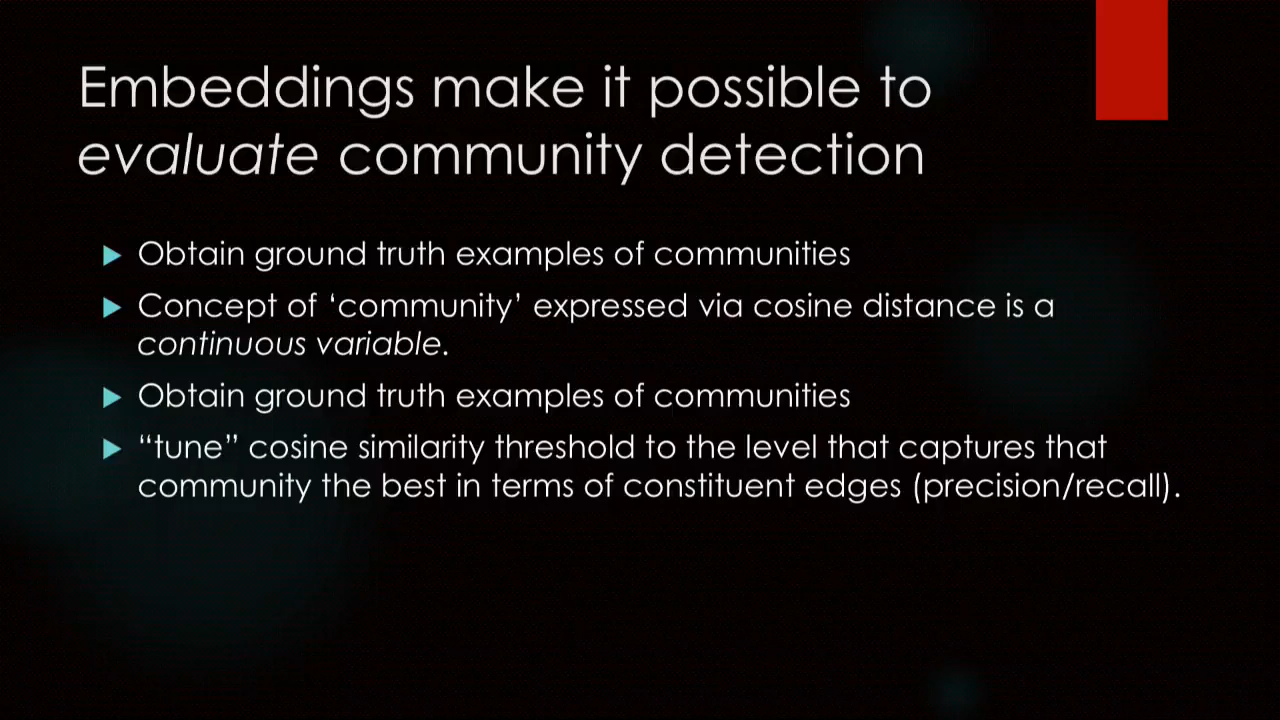 Embeddings make it possible to
evaluate community detection
Obtain ground truth examples of communities
Concept of ‘community’ expressed via cosine distance is a
continuous variable.
Obtain ground truth examples of communities
“tune” cosine similarity threshold to the level that captures that
community the best in terms of constituent edges (precision/recall).